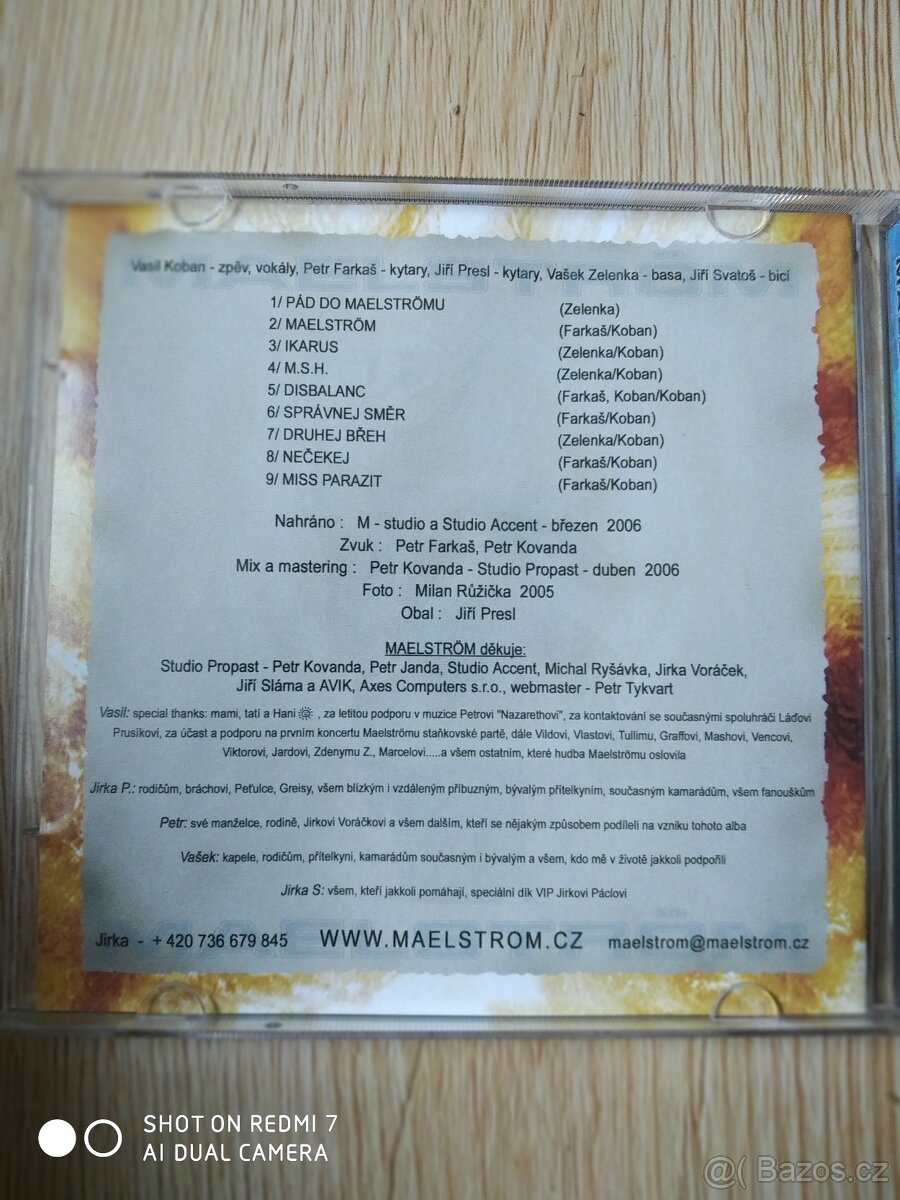 Vasil Koban - zpěv, vokály, Petr Farkaš - kytary, Jiří Presl - kytary, Vašek Zelenka - basa, Jiří Svatoš - bicí
1/ PÁD DO MAELSTRÖMU (Zelenka)
2/ MAELSTRÖM (Farkaš/Koban)
3/ IKARUS (Zelenka/Koban)
4/ M.S.H. (Zelenka/Koban)
5/ DISBALANC (Farkaš, Koban/Koban)
6/ SPRÁVNEJ SMĚR (Farkaš/Koban)
7/ DRUHEJ BŘEH (Zelenka/Koban)
8/ NEČEKEJ (Farkaš/Koban)
9/ MISS PARAZIT (Farkaš/Koban)
Nahráno : M - studio a Studio Accent - březen 2006
Zvuk : Petr Farkaš, Petr Kovanda
Mix a mastering : Petr Kovanda - Studio Propast - duben 2006
Foto : Milan Růžička 2005
Obal : Jiří Presl
MAELSTRÖM děkuje:
Studio Propast - Petr Kovanda, Petr Janda, Studio Accent, Michal Ryšávka, Jirka Voráček,
Jiří Sláma a AVIK, Axes Computers s.r.o., webmaster - Petr Tykvart
Vasil: special thanks: mami, tatí a Hani , za letitou podporu v muzice Petrovi "Nazarethovi", za kontaktování se současnými spoluhráči Láďovi
Prusíkovi, za účast a podporu na prvním koncertu Maelströmu staňkovské partě, dále Vildovi, Vlastovi, Tullimu, Graffovi, Mashovi, Vencovi,
Viktorovi, Jardovi, Zdenymu Z., Marcelovi.....a všem ostatním, které hudba Maelströmu oslovila
Jirka P.: rodičům, bráchovi, Peťulce, Greisy, všem blízkým i vzdáleným příbuzným, bývalým přítelkyním, současným kamarádům, všem fanouškům
Petr: své manželce, rodině, Jirkovi Voráčkovi a všem dalším, kteří se nějakým způsobem podíleli na vzniku tohoto alba
Vašek: kapele, rodičům, přítelkyni, kamarádům současným i bývalým a všem, kdo mě v životě jakkoli podpořili
Jirka S: všem, kteří jakkoli pomáhají, speciální dík VIP Jirkovi Páclovi
Jirka - + 420 736 679 845 WWW.MAELSTROM.CZ maelstrom@maelstrom.cz
SHOT ON REDMI 7
AI DUAL CAMERA
@( Bazos.cz